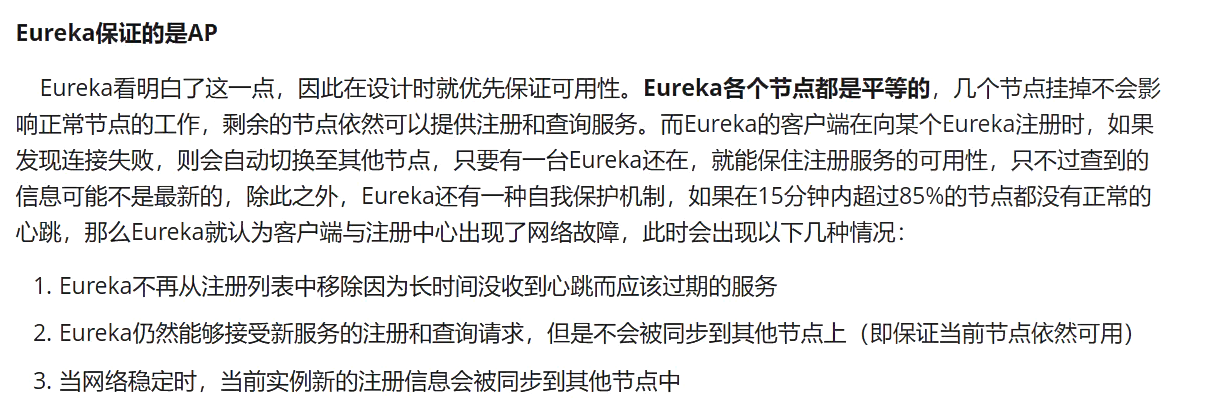 Eureka保证的是AP
Eureka看明白了这一点，因此在设计时就优先保证可用性。Eureka各个节点都是平等的，几个节点挂掉不会影
响正常节点的工作，剩余的节点依然可以提供注册和查询服务。而Eureka的客户端在向某个Eureka注册时，如果
发现连接失败，则会自动切换至其他节点，只要有一台Eureka还在，就能保住注册服务的可用性，只不过查到的
信息可能不是最新的，除此之外，Eureka还有一种自我保护机制，如果在15分钟内超过85%的节点都没有正常的
心跳，那么Eureka就认为客户端与注册中心出现了网络故障，此时会出现以下几种情况：
1. Eureka不再从注册列表中移除因为长时间没收到心跳而应该过期的服务
2. Eureka仍然能够接受新服务的注册和查询请求，但是不会被同步到其他节点上（即保证当前节点依然可用）
3. 当网络稳定时，当前实例新的注册信息会被同步到其他节点中